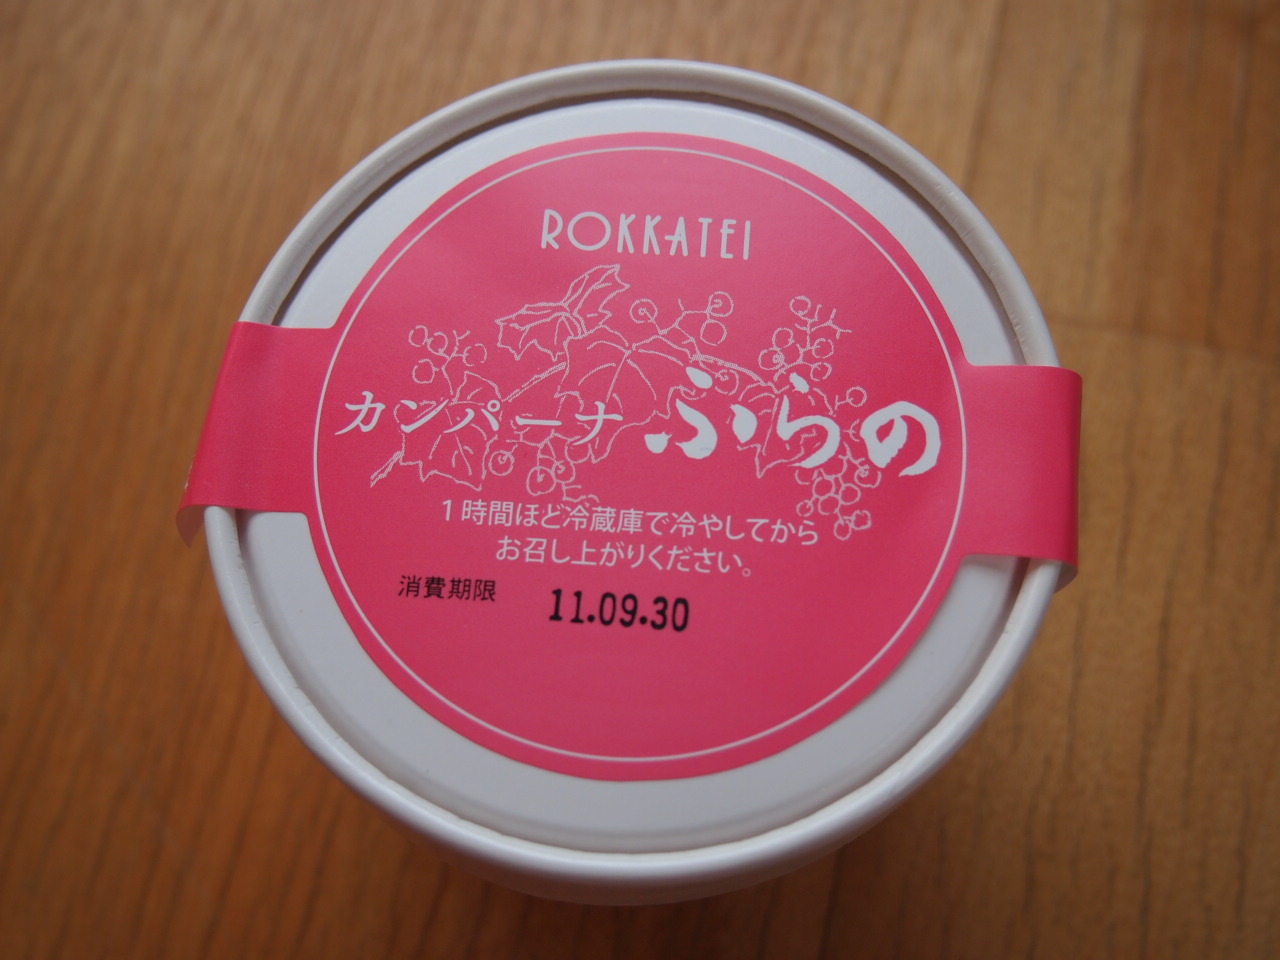 ROKKATEI
カンパーナ ふらの
1時間ほど冷蔵庫で冷やしてから
お召し上がりください。
消費期限 11.09.30